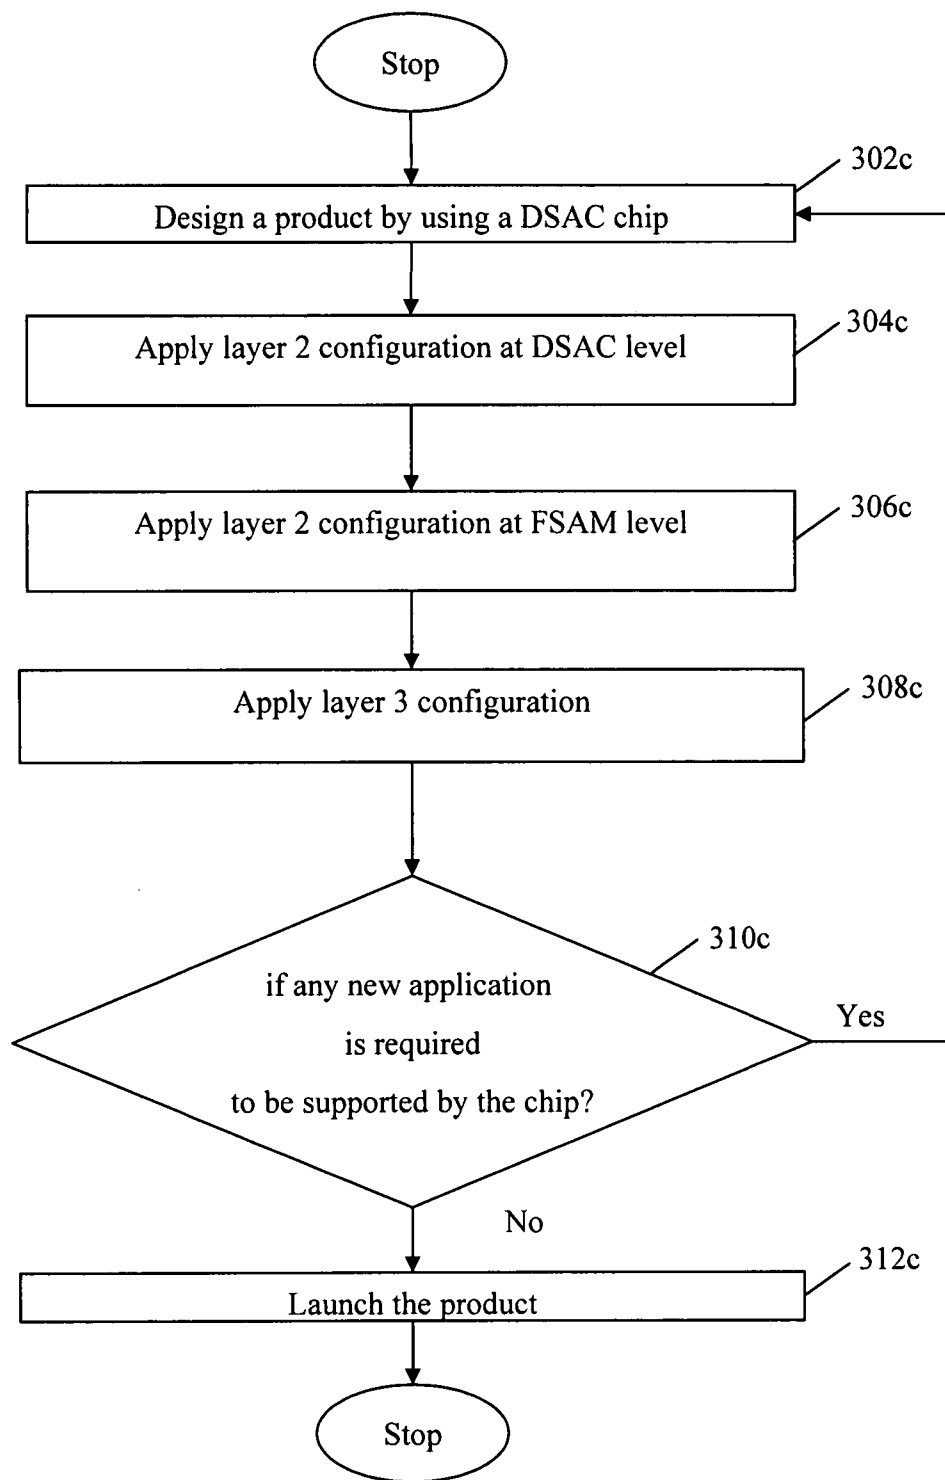 Stop
302c
Design a product by using a DSAC chip
304c
Apply layer 2 configuration at DSAC level
306c
Apply layer 2 configuration at FSAM level
308c
Apply layer 3 configuration
310c
if any new application
is required
to be supported by the chip?
Yes
No
312c
Launch the product
Stop